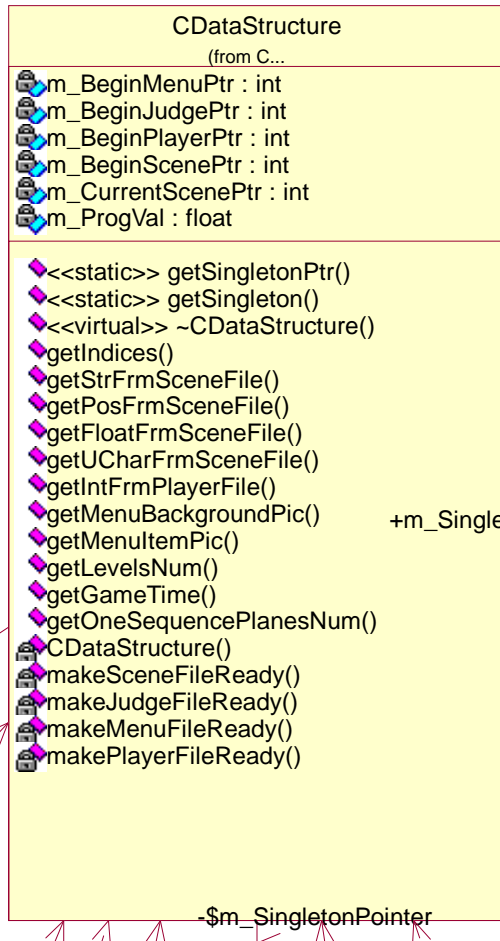 CDataStructure
(from C...
m_BeginMenuPtr : int
m_BeginJudgePtr : int
m_BeginPlayerPtr : int
m_BeginScenePtr : int
m_CurrentScenePtr : int
m_ProgVal : float
<<static>> getSingletonPtr()
<<static>> getSingleton()
<<virtual>> ~CDataStructure()
getIndices()
getStrFrmSceneFile()
getPosFrmSceneFile()
getFloatFrmSceneFile()
getUCharFrmSceneFile()
getIntFrmPlayerFile()
getMenuBackgroundPic()
+m_Single
getMenuItemPic()
getLevelsNum()
getGameTime()
getOneSequencePlanesNum()
CDataStructure()
makeSceneFileReady()
makeJudgeFileReady()
makeMenuFileReady()
makePlayerFileReady()
-$m_SingletonPointer